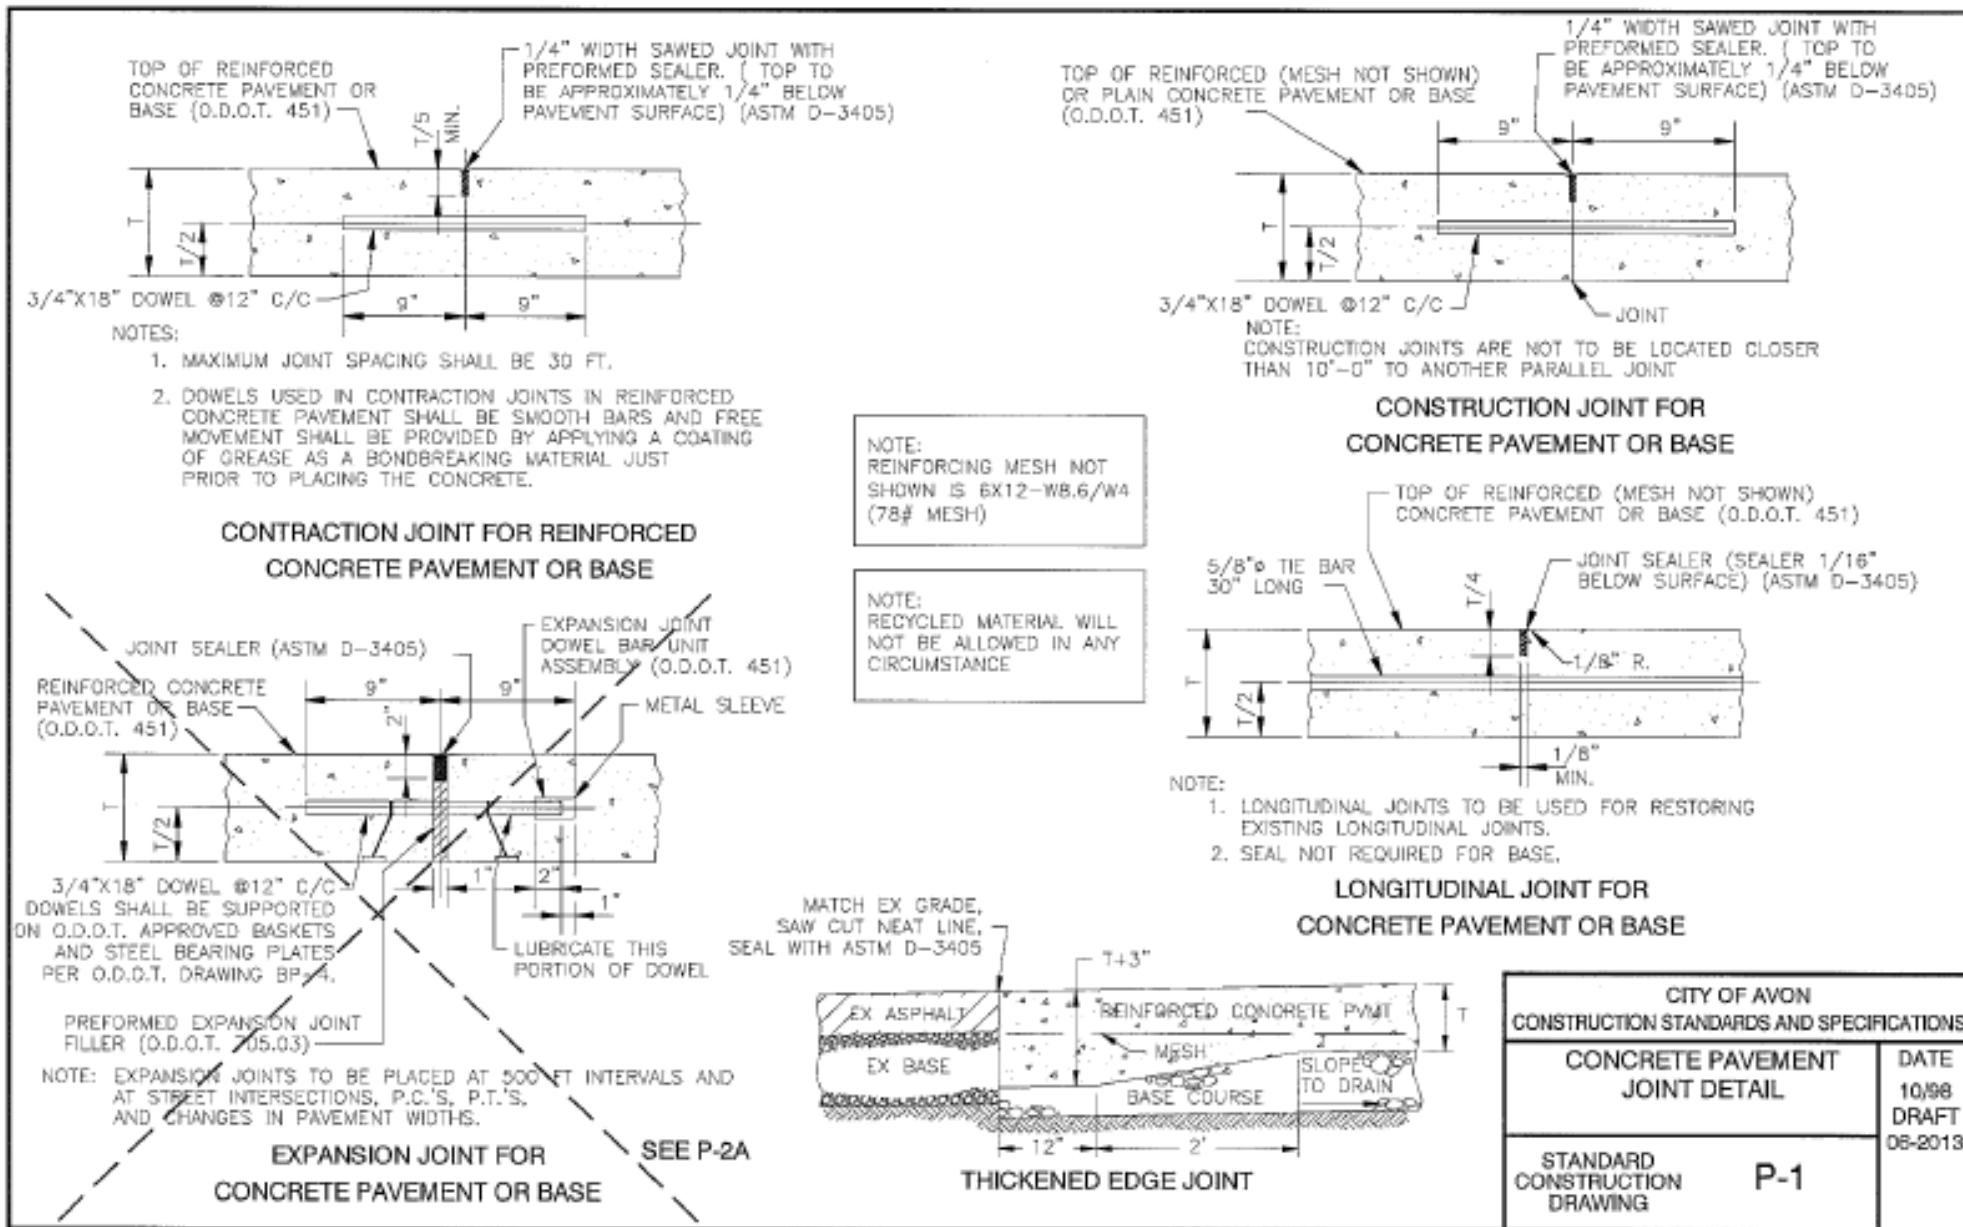 TOP OF REINFORCED
CONCRETE PAVEMENT OR
BASE (O.D.O.T. 451)
1/4" WIDTH SAWED JOINT WITH
PREFORMED SEALER. ( TOP TO
BE APPROXIMATELY 1/4" BELOW
PAVEMENT SURFACE) (ASTM D-3405)
T/5
MIN.
T
T/2
3/4"X18" DOWEL @12" C/C
9"
9"
NOTES:
1. MAXIMUM JOINT SPACING SHALL BE 30 FT.
2. DOWELS USED IN CONTRACTION JOINTS IN REINFORCED
CONCRETE PAVEMENT SHALL BE SMOOTH BARS AND FREE
MOVEMENT SHALL BE PROVIDED BY APPLYING A COATING
OF GREASE AS A BONDBREAKING MATERIAL JUST
PRIOR TO PLACING THE CONCRETE.
CONTRACTION JOINT FOR REINFORCED
CONCRETE PAVEMENT OR BASE
TOP OF REINFORCED (MESH NOT SHOWN)
OR PLAIN CONCRETE PAVEMENT OR BASE
(O.D.O.T. 451)
1/4" WIDTH SAWED JOINT WITH
PREFORMED SEALER. ( TOP TO
BE APPROXIMATELY 1/4" BELOW
PAVEMENT SURFACE) (ASTM D-3405)
9"
9"
T
T/2
3/4"X18" DOWEL @12" C/C
JOINT
NOTE:
CONSTRUCTION JOINTS ARE NOT TO BE LOCATED CLOSER
THAN 10'-0" TO ANOTHER PARALLEL JOINT
CONSTRUCTION JOINT FOR
CONCRETE PAVEMENT OR BASE
NOTE:
REINFORCING MESH NOT
SHOWN IS 6X12-W8.6/W4
(78# MESH)
NOTE:
RECYCLED MATERIAL WILL
NOT BE ALLOWED IN ANY
CIRCUMSTANCE
TOP OF REINFORCED (MESH NOT SHOWN)
CONCRETE PAVEMENT OR BASE (O.D.O.T. 451)
5/8"ø TIE BAR
30" LONG
T/4
JOINT SEALER (SEALER 1/16"
BELOW SURFACE) (ASTM D-3405)
1/8" R.
T
T/2
1/8"
MIN.
NOTE:
1. LONGITUDINAL JOINTS TO BE USED FOR RESTORING
EXISTING LONGITUDINAL JOINTS.
2. SEAL NOT REQUIRED FOR BASE.
LONGITUDINAL JOINT FOR
CONCRETE PAVEMENT OR BASE
JOINT SEALER (ASTM D-3405)
EXPANSION JOINT
DOWEL BAR UNIT
ASSEMBLY (O.D.O.T. 451)
REINFORCED CONCRETE
PAVEMENT OR BASE
(O.D.O.T. 451)
9"
9"
2"
METAL SLEEVE
T
T/2
1"
2"
1"
3/4"X18" DOWEL @12" C/C
DOWELS SHALL BE SUPPORTED
ON O.D.O.T. APPROVED BASKETS
AND STEEL BEARING PLATES
PER O.D.O.T. DRAWING BP-4.
LUBRICATE THIS
PORTION OF DOWEL
PREFORMED EXPANSION JOINT
FILLER (O.D.O.T. 705.03)
NOTE: EXPANSION JOINTS TO BE PLACED AT 500 FT INTERVALS AND
AT STREET INTERSECTIONS, P.C.'S, P.T.'S,
AND CHANGES IN PAVEMENT WIDTHS.
EXPANSION JOINT FOR
CONCRETE PAVEMENT OR BASE
SEE P-2A
MATCH EX GRADE,
SAW CUT NEAT LINE,
SEAL WITH ASTM D-3405
T+3"
EX ASPHALT
REINFORCED CONCRETE PVMT
T
MESH
EX BASE
SLOPE
TO DRAIN
BASE COURSE
12"
2'
THICKENED EDGE JOINT
CITY OF AVON
CONSTRUCTION STANDARDS AND SPECIFICATIONS
CONCRETE PAVEMENT
JOINT DETAIL
DATE
10/98
DRAFT
06-2013
STANDARD
CONSTRUCTION
DRAWING
P-1